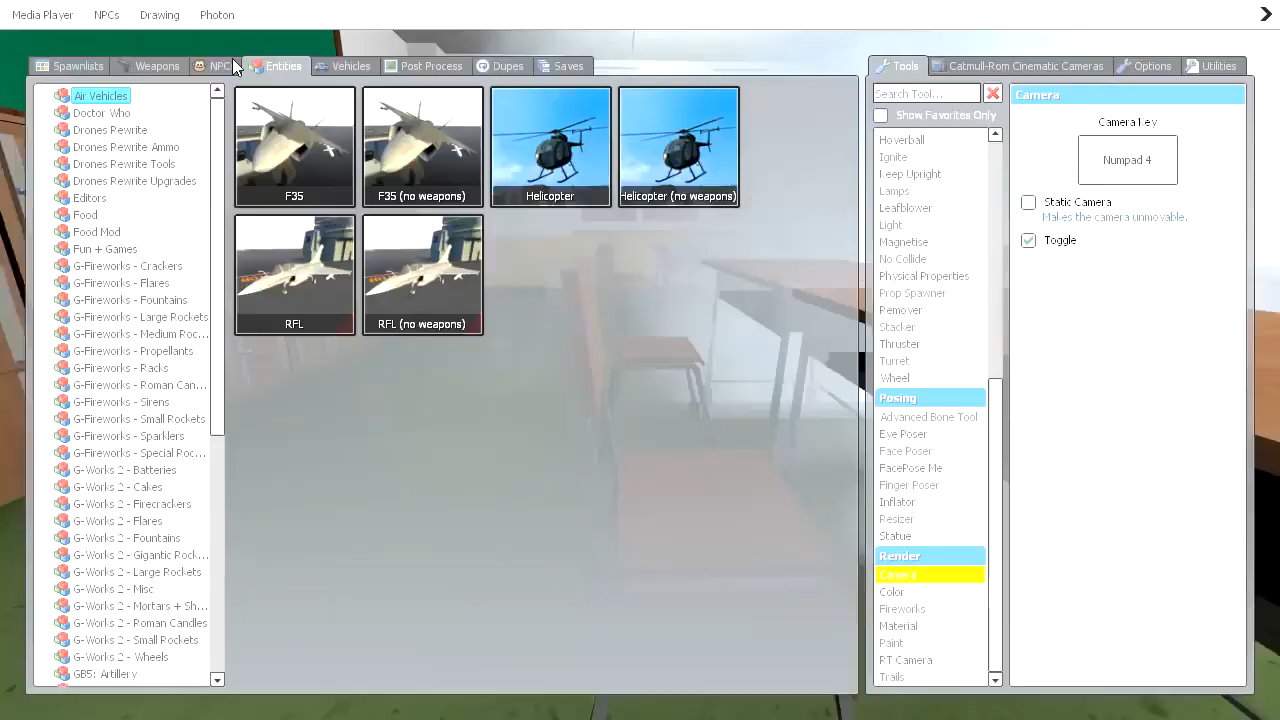 Media Player NPCs Drawing Photon
Spawnlists Weapons NPC Entities Vehicles Post Process Dupes Saves
Tools Catmull-Rom Cinematic Cameras Options Utilities
Air Vehicles
Doctor Who
Drones Rewrite
Drones Rewrite Ammo
Drones Rewrite Tools
Drones Rewrite Upgrades
Editors
Food
Food Mod
Fun + Games
G-Fireworks - Crackers
G-Fireworks - Flares
G-Fireworks - Fountains
G-Fireworks - Large Rockets
G-Fireworks - Medium Roc...
G-Fireworks - Propellants
G-Fireworks - Racks
G-Fireworks - Roman Can...
G-Fireworks - Sirens
G-Fireworks - Small Rockets
G-Fireworks - Sparklers
G-Fireworks - Special Roc...
G-Works 2 - Batteries
G-Works 2 - Cakes
G-Works 2 - Firecrackers
G-Works 2 - Flares
G-Works 2 - Fountains
G-Works 2 - Gigantic Rock...
G-Works 2 - Large Rockets
G-Works 2 - Misc
G-Works 2 - Mortars + Sh...
G-Works 2 - Roman Candles
G-Works 2 - Small Rockets
G-Works 2 - Wheels
GB5: Artillery
F35
F35 (no weapons)
Helicopter
Helicopter (no weapons)
RFL
RFL (no weapons)
Search Tool...
Show Favorites Only
Hoverball
Ignite
Keep Upright
Lamps
Leafblower
Light
Magnetise
No Collide
Physical Properties
Prop Spawner
Remover
Stacker
Thruster
Turret
Wheel
Posing
Advanced Bone Tool
Eye Poser
Face Poser
FacePose Me
Finger Poser
Inflator
Resizer
Statue
Render
Camera
Color
Fireworks
Material
Paint
RT Camera
Trails
Camera
Camera Key
Numpad 4
Static Camera
Makes the camera unmovable.
Toggle